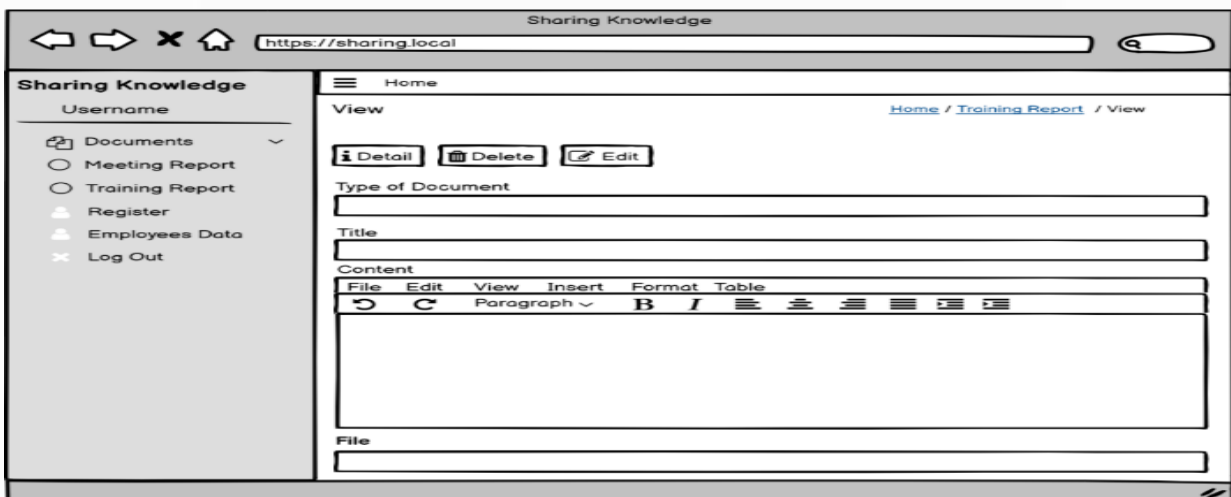 Sharing Knowledge
https://sharing.local
Sharing Knowledge
Username
Documents
Meeting Report
Training Report
Register
Employees Data
Log Out
Home
View
Home / Training Report / View
Detail Delete Edit
Type of Document
Title
Content
File Edit View Insert Format Table
Paragraph B I
File